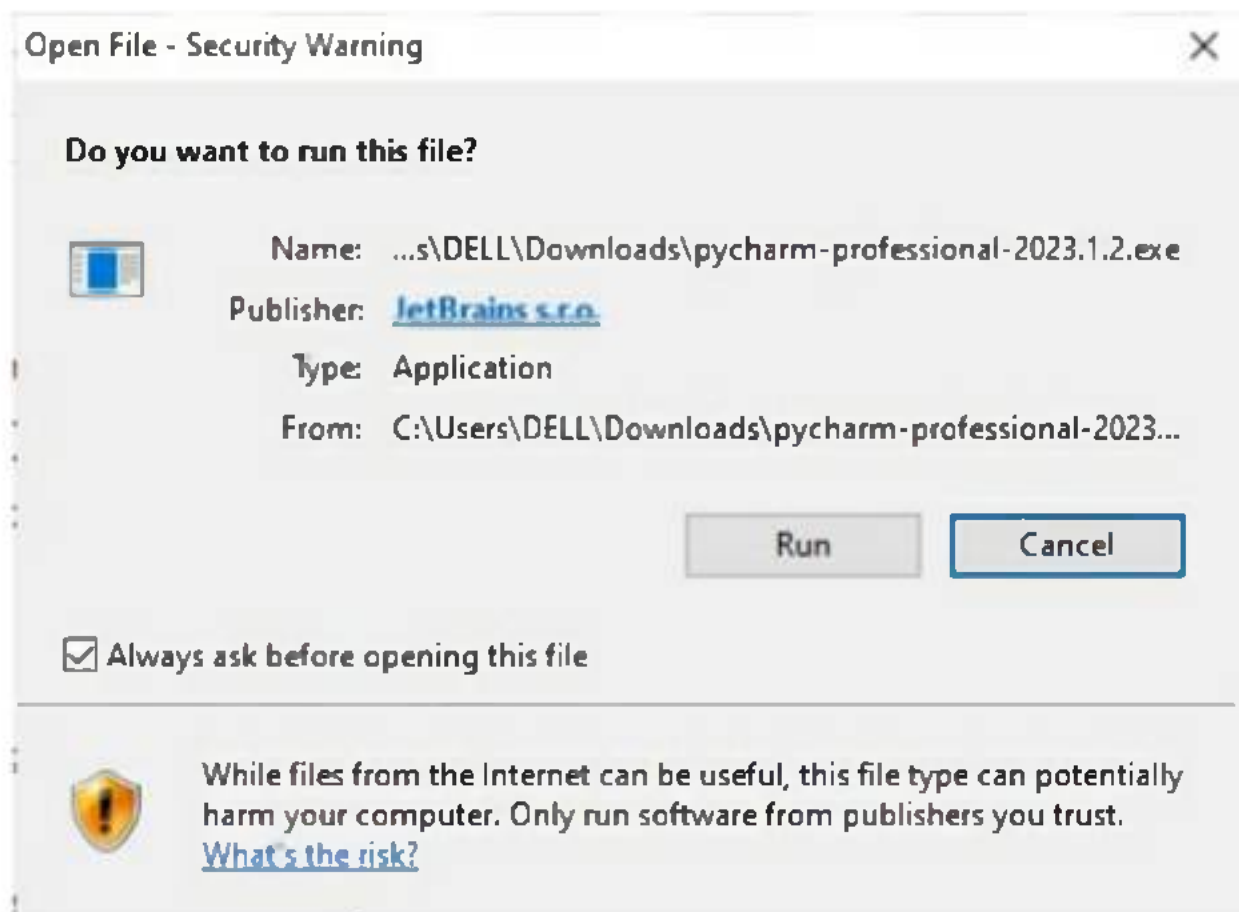 Open File - Security Warning
Do you want to run this file?
Name: ...s\DELL\Downloads\pycharm-professional-2023.1.2.exe
Publisher: JetBrains s.r.o.
Type: Application
From: C:\Users\DELL\Downloads\pycharm-professional-2023...
Run Cancel
Always ask before opening this file
While files from the Internet can be useful, this file type can potentially
harm your computer. Only run software from publishers you trust.
What's the risk?